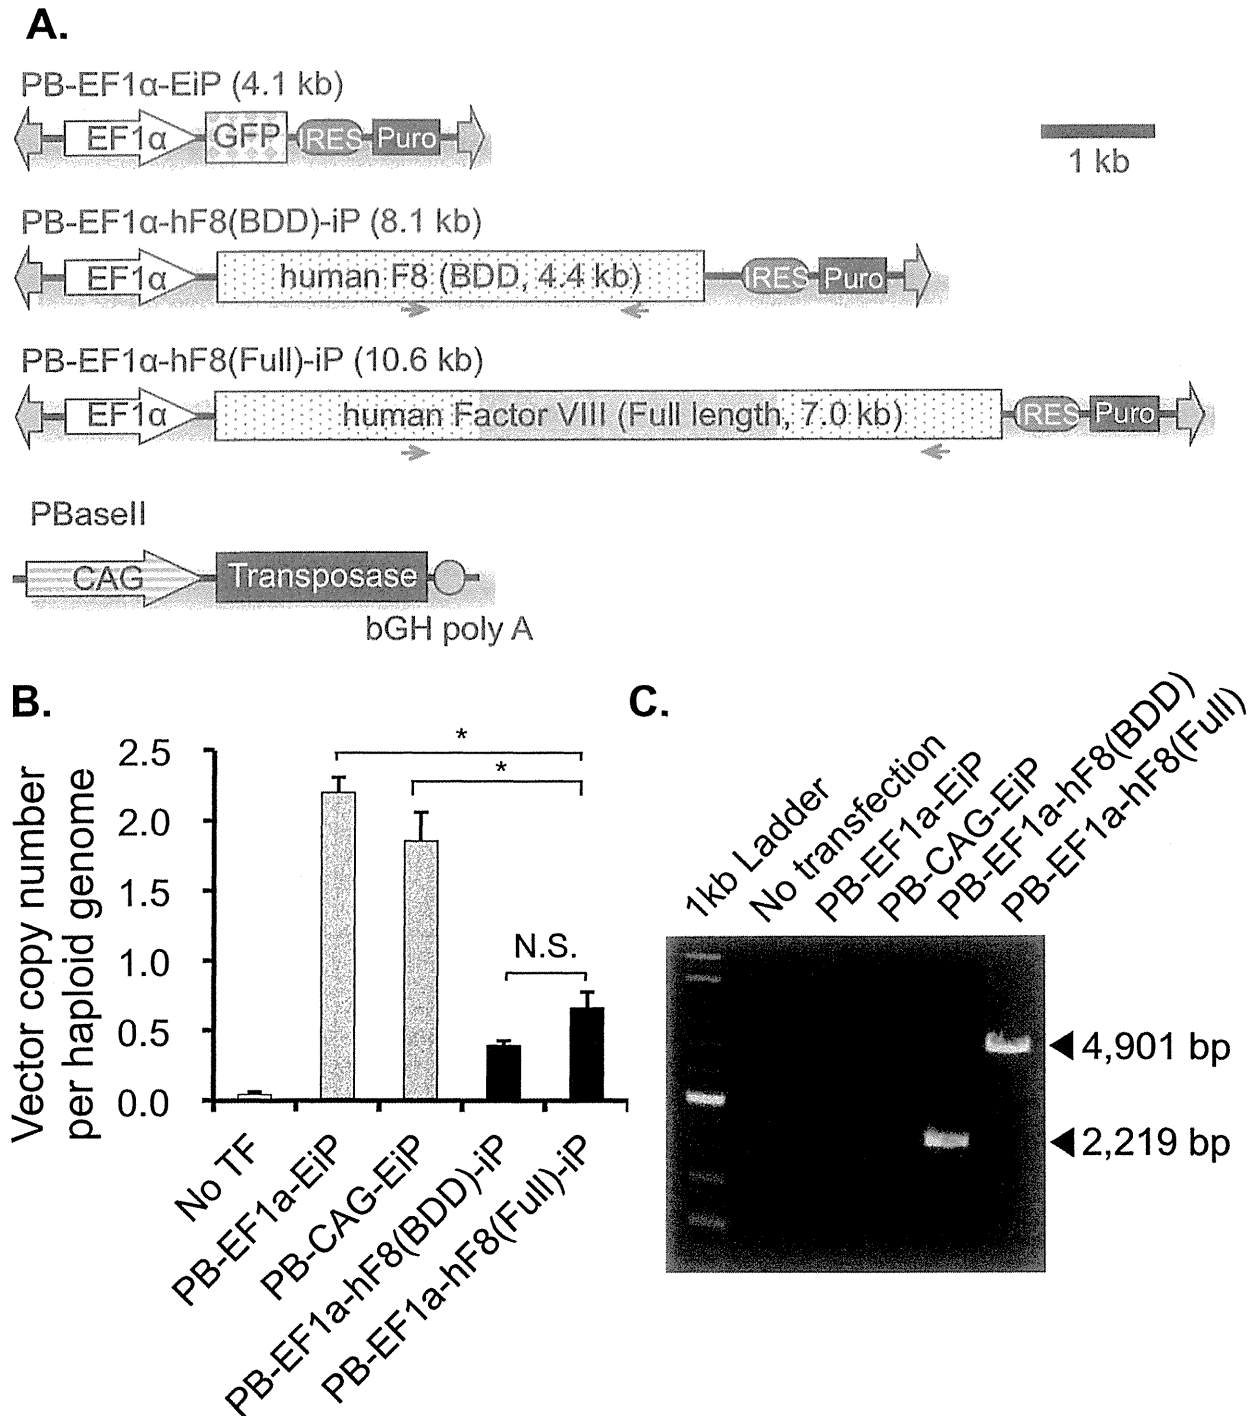 A.
PB-EF1α-EiP (4.1 kb)
EF1α GFP IRES Puro
1 kb
PB-EF1α-hF8(BDD)-iP (8.1 kb)
EF1α human F8 (BDD, 4.4 kb) IRES Puro
PB-EF1α-hF8(Full)-iP (10.6 kb)
EF1α human Factor VIII (Full length, 7.0 kb) IRES Puro
PBaseII
CAG Transposase
bGH poly A
B.
Vector copy number
per haploid genome
2.5
2.0
1.5
1.0
0.5
0.0
*
*
N.S.
No TF
PB-EF1a-EiP
PB-CAG-EiP
PB-EF1a-hF8(BDD)-iP
PB-EF1a-hF8(Full)-iP
C.
1kb Ladder
No transfection
PB-EF1a-EiP
PB-CAG-EiP
PB-EF1a-hF8(BDD)
PB-EF1a-hF8(Full)
4,901 bp
2,219 bp